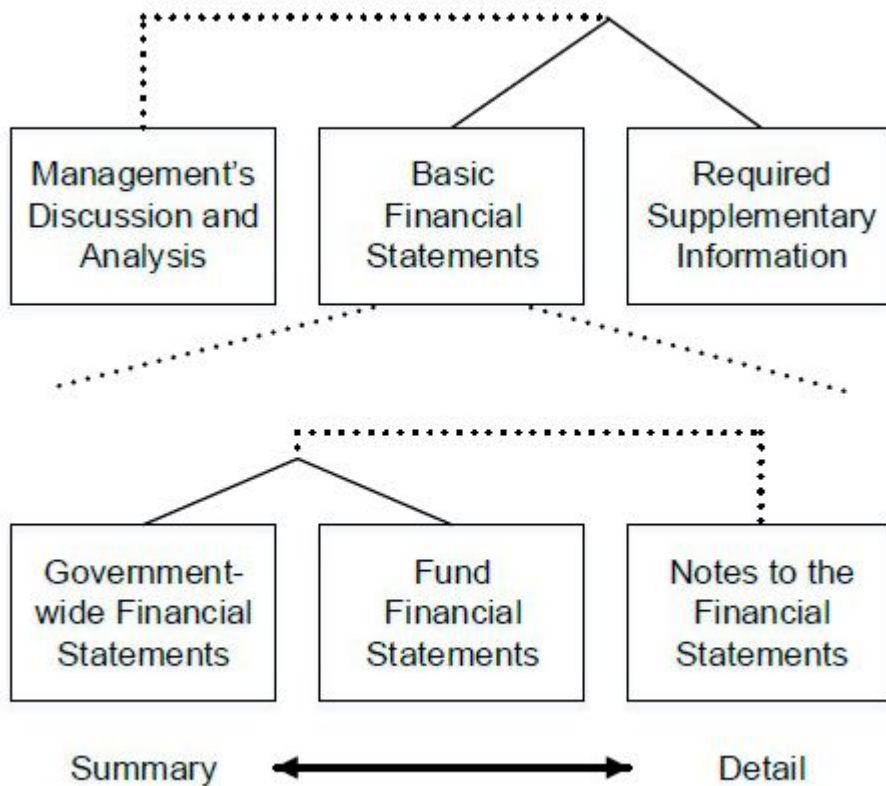 Management's
Discussion and
Analysis
Basic
Financial
Statements
Required
Supplementary
Information
Government-
wide Financial
Statements
Fund
Financial
Statements
Notes to the
Financial
Statements
Summary
Detail